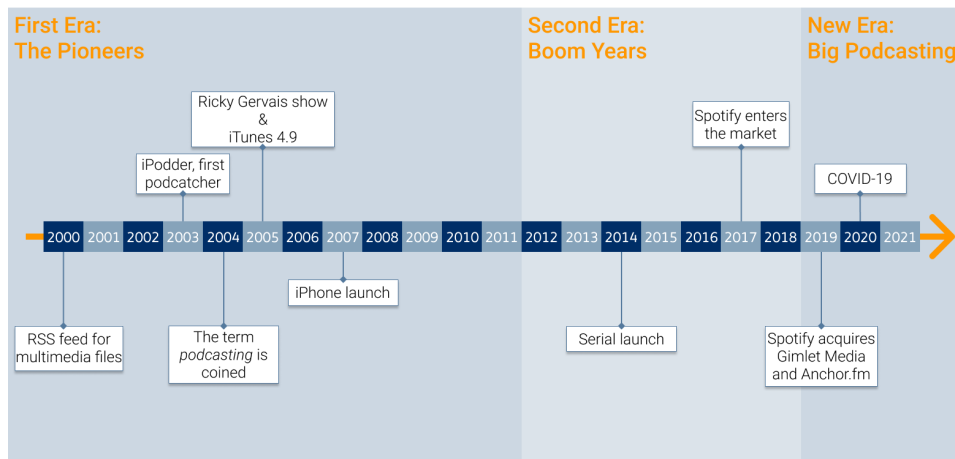 First Era:
The Pioneers
Second Era:
Boom Years
New Era:
Big Podcasting
Ricky Gervais show
&
iTunes 4.9
Spotify enters
the market
iPodder, first
podcatcher
COVID-19
2000 2001 2002 2003 2004 2005 2006 2007 2008 2009 2010 2011 2012 2013 2014 2015 2016 2017 2018 2019 2020 2021
iPhone launch
RSS feed for
multimedia files
The term
podcasting is
coined
Serial launch
Spotify acquires
Gimlet Media
and Anchor.fm